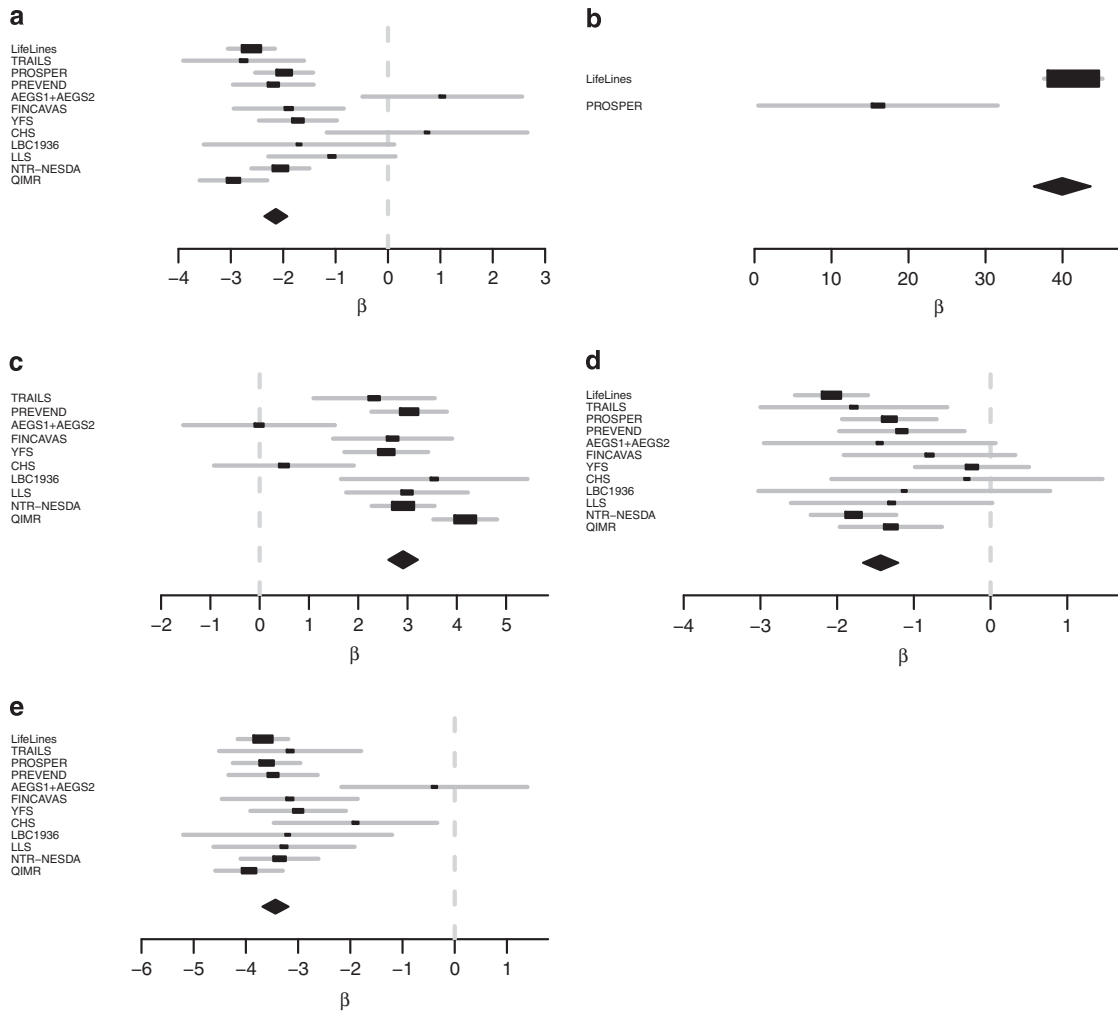 a
LifeLines
TRAILS
PROSPER
PREVEND
AEGS1+AEGS2
FINCAVAS
YFS
CHS
LBC1936
LLS
NTR−NESDA
QIMR
−4 −3 −2 −1 0 1 2 3
β
b
LifeLines
PROSPER
0 10 20 30 40
β
c
TRAILS
PREVEND
AEGS1+AEGS2
FINCAVAS
YFS
CHS
LBC1936
LLS
NTR−NESDA
QIMR
−2 −1 0 1 2 3 4 5
β
d
LifeLines
TRAILS
PROSPER
PREVEND
AEGS1+AEGS2
FINCAVAS
YFS
CHS
LBC1936
LLS
NTR−NESDA
QIMR
−4 −3 −2 −1 0 1
β
e
LifeLines
TRAILS
PROSPER
PREVEND
AEGS1+AEGS2
FINCAVAS
YFS
CHS
LBC1936
LLS
NTR−NESDA
QIMR
−6 −5 −4 −3 −2 −1 0 1
β